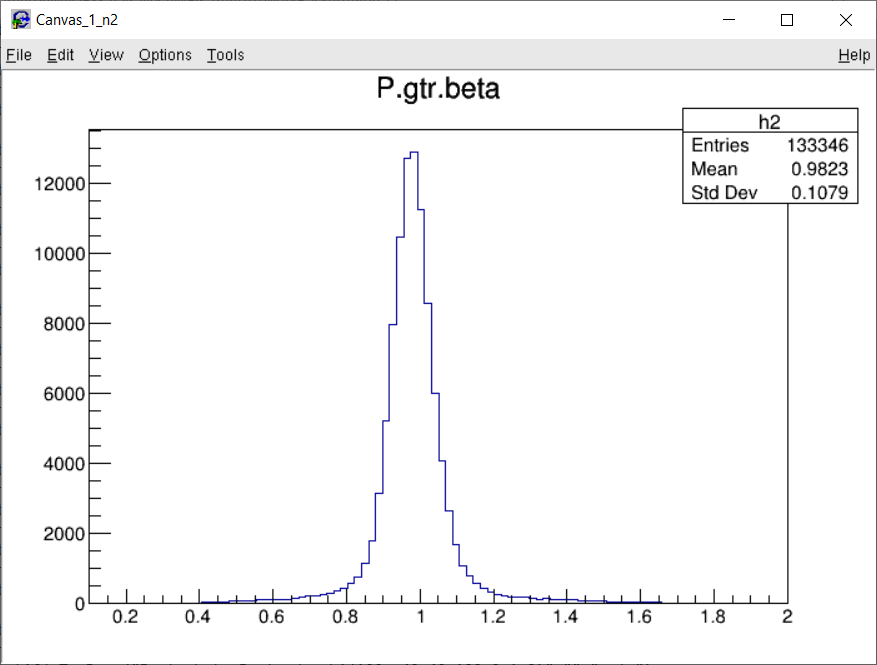 Canvas_1_n2
File Edit View Options Tools Help
P.gtr.beta
h2
Entries 133346
Mean 0.9823
Std Dev 0.1079
12000
10000
8000
6000
4000
2000
0
0.2 0.4 0.6 0.8 1 1.2 1.4 1.6 1.8 2